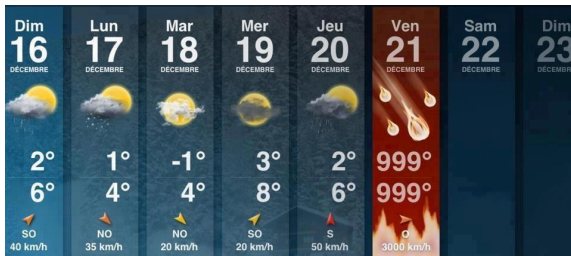 Dim
16
DÉCEMBRE
2°
6°
SO
40 km/h
Lun
17
DÉCEMBRE
1°
4°
NO
35 km/h
Mar
18
DÉCEMBRE
-1°
4°
NO
20 km/h
Mer
19
DÉCEMBRE
3°
8°
SO
20 km/h
Jeu
20
DÉCEMBRE
2°
6°
S
50 km/h
Ven
21
DÉCEMBRE
999°
999°
O
3000 km/h
Sam
22
DÉCEMBRE
Dim
23
DÉCEMB